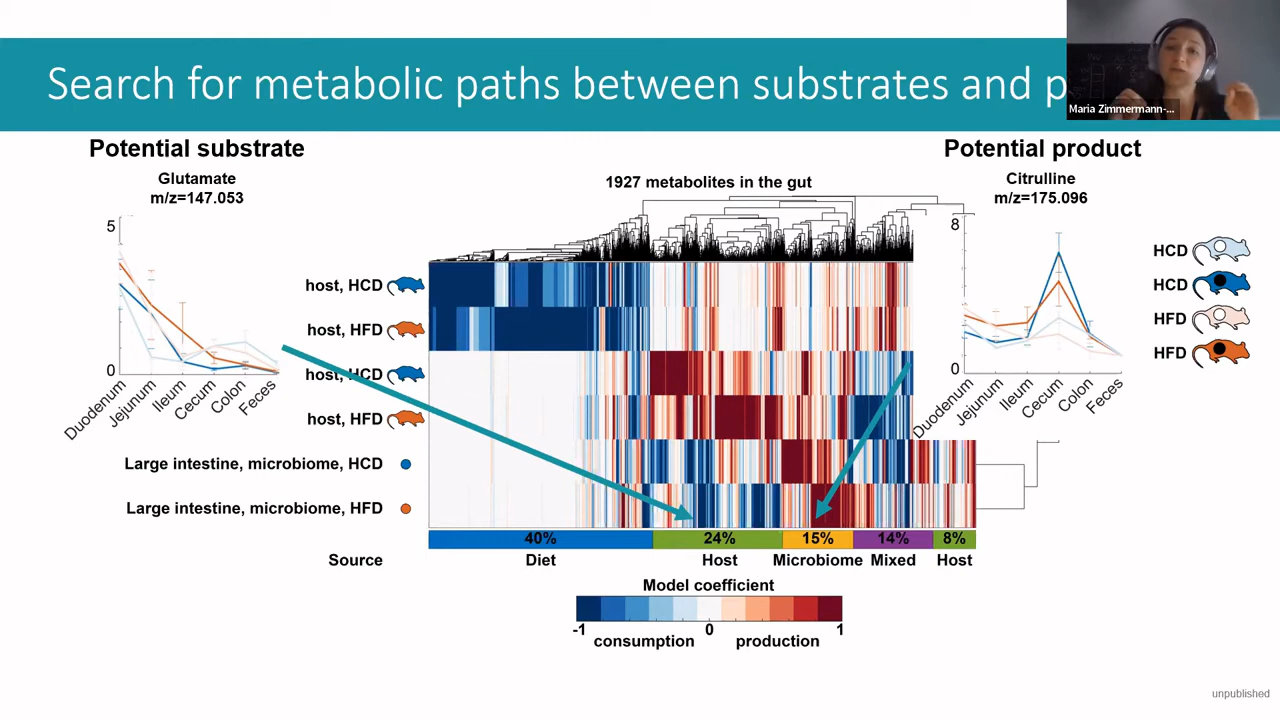 Search for metabolic paths between substrates and p
Maria Zimmermann-...
Potential substrate
Glutamate
m/z=147.053
5
0
Duodenum
Jejunum
Ileum
Cecum
Colon
Feces
1927 metabolites in the gut
host, HCD
host, HFD
host, HCD
host, HFD
Large intestine, microbiome, HCD
Large intestine, microbiome, HFD
40%
24%
15%
14%
8%
Source
Diet
Host
Microbiome
Mixed
Host
Model coefficient
-1
0
1
consumption
production
Potential product
Citrulline
m/z=175.096
8
0
Duodenum
Jejunum
Ileum
Cecum
Colon
Feces
HCD
HCD
HFD
HFD
unpublished